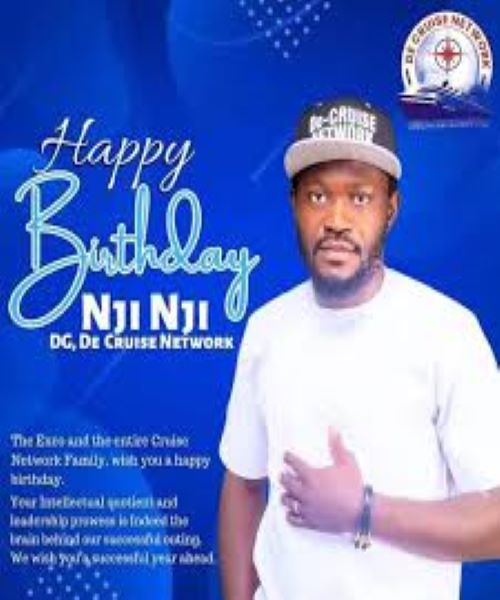 DE CRUISE NETWORK
De-CRUISE
NETWORK
Happy
Birthday
NJI NJI
DG, DE CRUISE NETWORK
The Exco and the entire Cruise
Network Family, wish you a happy
birthday.
Your Intellectual quotient and
leadership prowess is indeed the
brain behind our successful outing.
We wish you a successful year ahead.